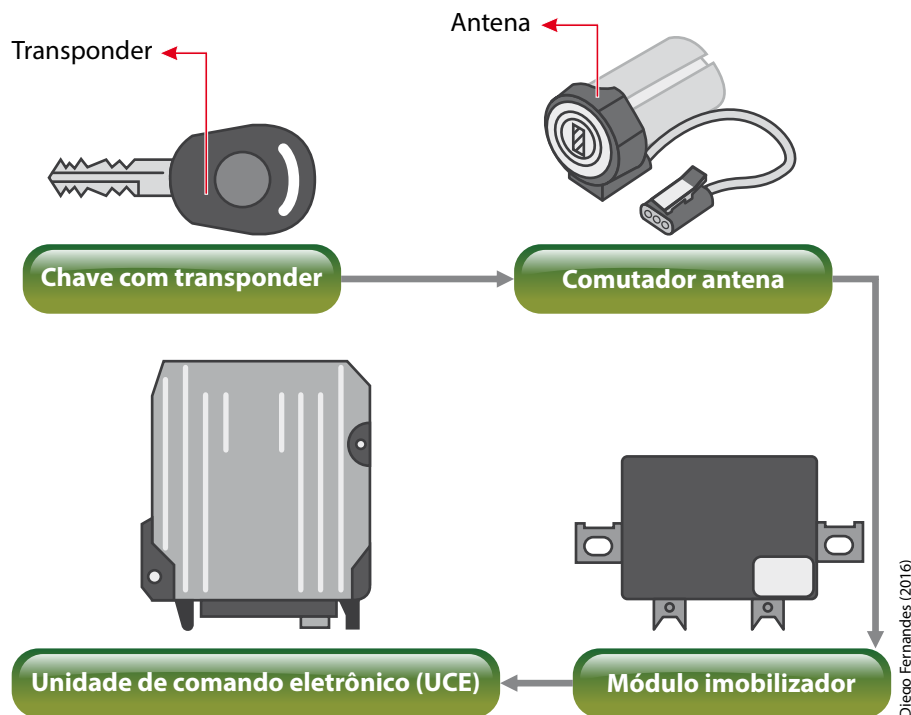 Antena
Transponder
Chave com transponder
Comutador antena
Unidade de comando eletrônico (UCE)
Módulo imobilizador
Diego Fernandes (2016)